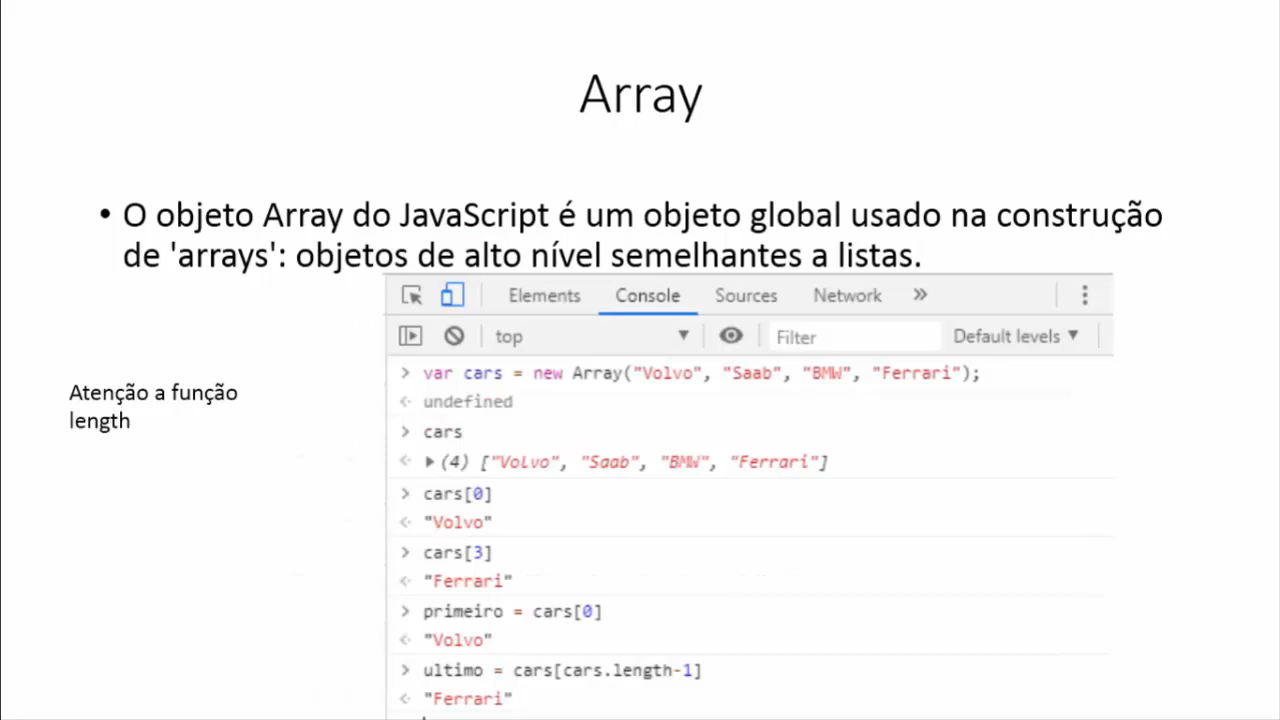 Array
• O objeto Array do JavaScript é um objeto global usado na construção
de 'arrays': objetos de alto nível semelhantes a listas.
Atenção a função
length
Elements Console Sources Network »
top ▼ Filter Default levels ▼
> var cars = new Array("Volvo", "Saab", "BMW", "Ferrari");
< undefined
> cars
< ▶ (4) ["Volvo", "Saab", "BMW", "Ferrari"]
> cars[0]
< "Volvo"
> cars[3]
< "Ferrari"
> primeiro = cars[0]
< "Volvo"
> ultimo = cars[cars.length-1]
< "Ferrari"